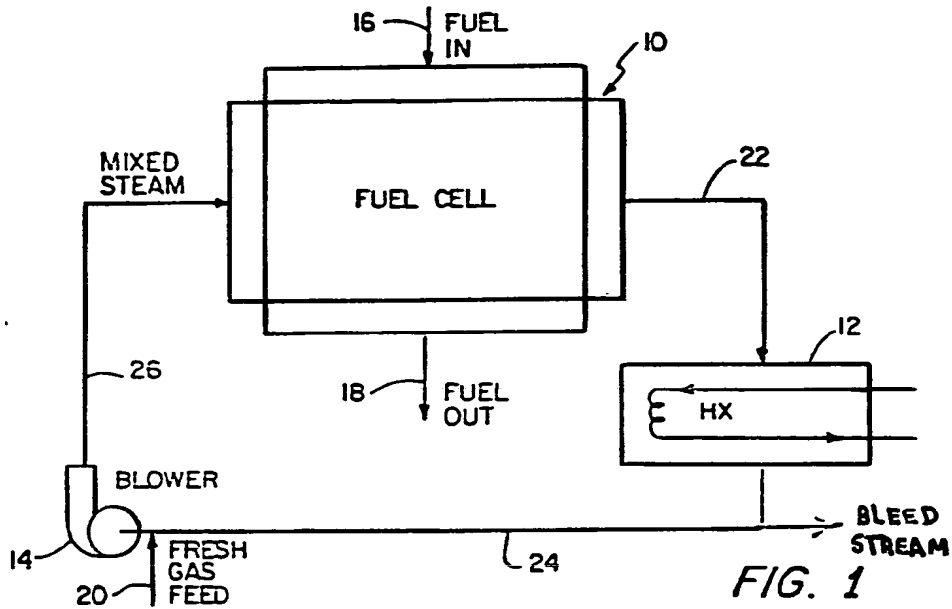 16
FUEL
IN
10
MIXED
STEAM
FUEL CELL
22
26
18
FUEL
OUT
12
HX
BLOWER
14
20
FRESH
GAS
FEED
24
BLEED
STREAM
FIG. 1